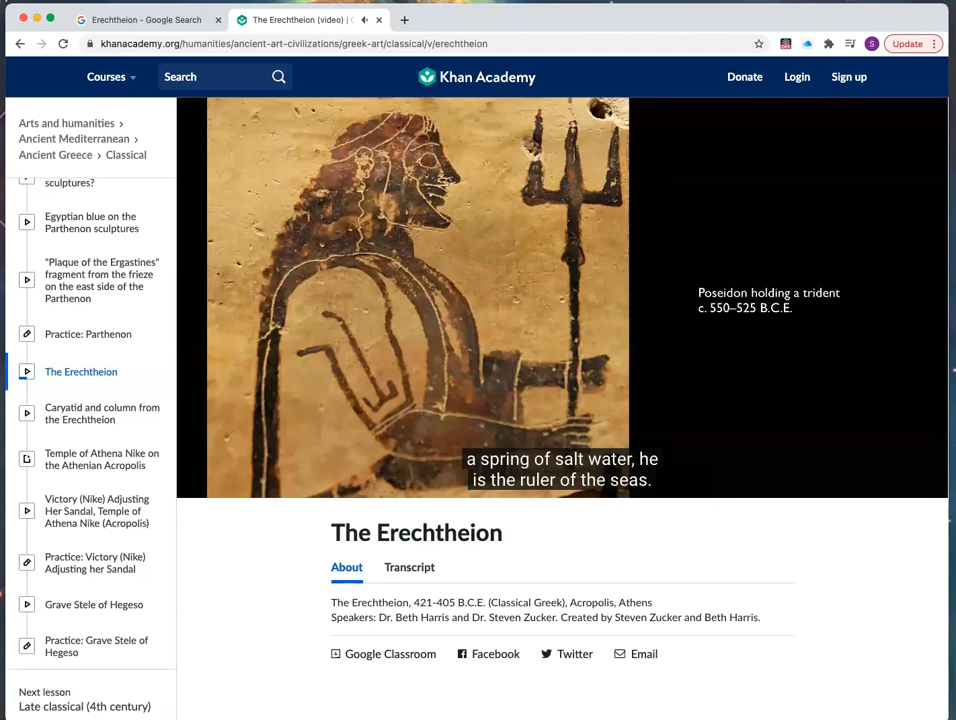 Erechtheion - Google Search
The Erechtheion (video) |
khanacademy.org/humanities/ancient-art-civilizations/greek-art/classical/v/erechtheion
Update
Courses
Search
Khan Academy
Donate
Login
Sign up
Arts and humanities >
Ancient Mediterranean >
Ancient Greece > Classical
sculptures?
Egyptian blue on the
Parthenon sculptures
"Plaque of the Ergastines"
fragment from the frieze
on the east side of the
Parthenon
Practice: Parthenon
The Erechtheion
Caryatid and column from
the Erechtheion
Temple of Athena Nike on
the Athenian Acropolis
Victory (Nike) Adjusting
Her Sandal, Temple of
Athena Nike (Acropolis)
Practice: Victory (Nike)
Adjusting her Sandal
Grave Stele of Hegeso
Practice: Grave Stele of
Hegeso
Next lesson
Late classical (4th century)
Poseidon holding a trident
c. 550–525 B.C.E.
a spring of salt water, he
is the ruler of the seas.
The Erechtheion
About
Transcript
The Erechtheion, 421-405 B.C.E. (Classical Greek), Acropolis, Athens
Speakers: Dr. Beth Harris and Dr. Steven Zucker. Created by Steven Zucker and Beth Harris.
Google Classroom
Facebook
Twitter
Email